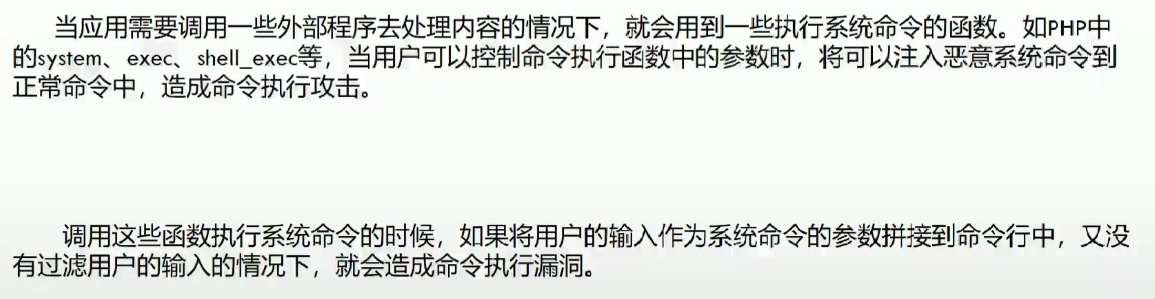 当应用需要调用一些外部程序去处理内容的情况下，就会用到一些执行系统命令的函数。如PHP中
的system、exec、shell_exec等，当用户可以控制命令执行函数中的参数时，将可以注入恶意系统命令到
正常命令中，造成命令执行攻击。
调用这些函数执行系统命令的时候，如果将用户的输入作为系统命令的参数拼接到命令行中，又没
有过滤用户的输入的情况下，就会造成命令执行漏洞。